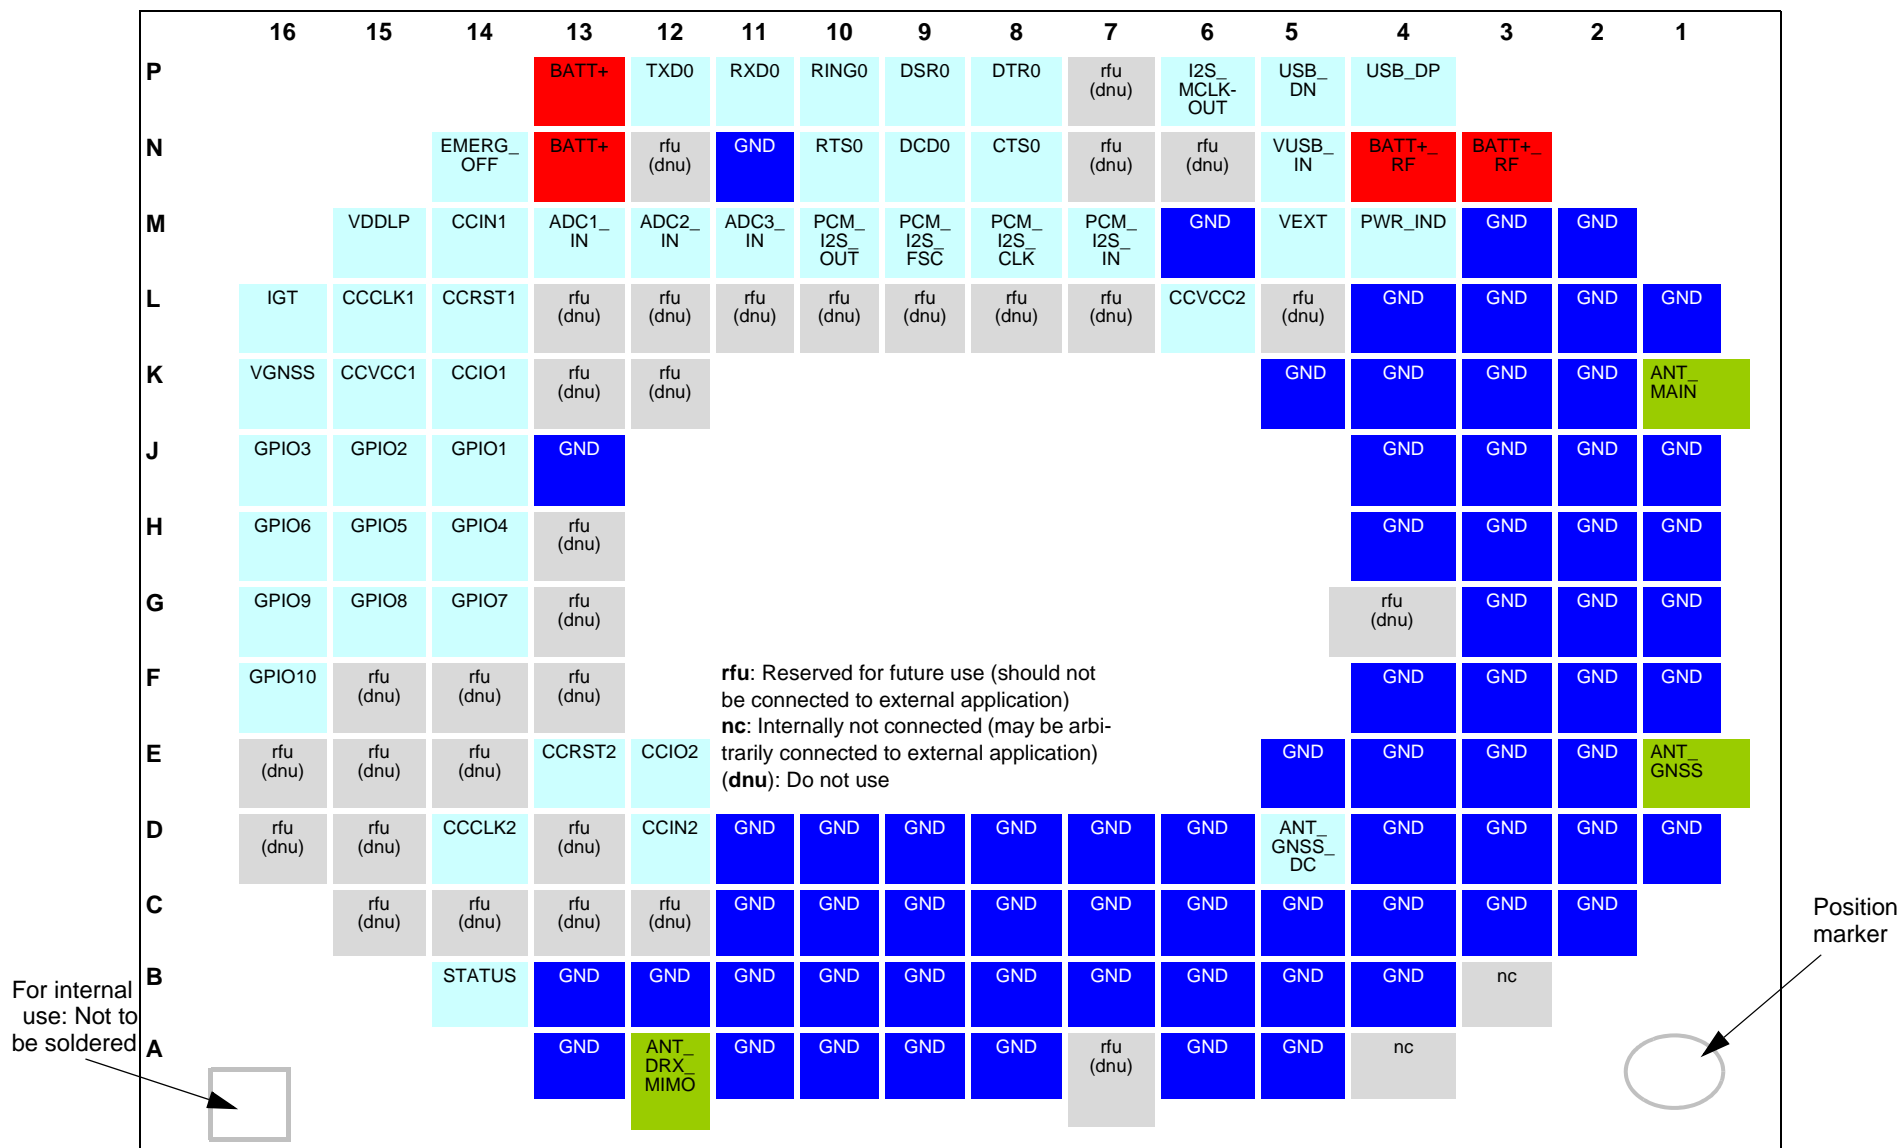 16 15 14 13 12 11 10 9 8 7 6 5 4 3 2 1
P BATT+ TXD0 RXD0 RING0 DSR0 DTR0 rfu (dnu) I2S_ MCLK- OUT USB_ DN USB_DP
N EMERG_ OFF BATT+ rfu (dnu) GND RTS0 DCD0 CTS0 rfu (dnu) rfu (dnu) VUSB_ IN BATT+_ RF BATT+_ RF
M VDDLP CCIN1 ADC1_ IN ADC2_ IN ADC3_ IN PCM_ I2S_ OUT PCM_ I2S_ FSC PCM_ I2S_ CLK PCM_ I2S_ IN GND VEXT PWR_IND GND GND
L IGT CCCLK1 CCRST1 rfu (dnu) rfu (dnu) rfu (dnu) rfu (dnu) rfu (dnu) rfu (dnu) rfu (dnu) CCVCC2 rfu (dnu) GND GND GND GND
K VGNSS CCVCC1 CCIO1 rfu (dnu) rfu (dnu) GND GND GND GND ANT_ MAIN
J GPIO3 GPIO2 GPIO1 GND GND GND GND GND
H GPIO6 GPIO5 GPIO4 rfu (dnu) GND GND GND GND
G GPIO9 GPIO8 GPIO7 rfu (dnu) rfu (dnu) GND GND GND
F GPIO10 rfu (dnu) rfu (dnu) rfu (dnu) GND GND GND GND
rfu: Reserved for future use (should not
be connected to external application)
nc: Internally not connected (may be arbi-
trarily connected to external application)
(dnu): Do not use
E rfu (dnu) rfu (dnu) rfu (dnu) CCRST2 CCIO2 GND GND GND GND ANT_ GNSS
D rfu (dnu) rfu (dnu) CCCLK2 rfu (dnu) CCIN2 GND GND GND GND GND GND ANT_ GNSS_ DC GND GND GND GND
C rfu (dnu) rfu (dnu) rfu (dnu) rfu (dnu) GND GND GND GND GND GND GND GND GND GND
Position
marker
B STATUS GND GND GND GND GND GND GND GND GND GND nc
For internal
use: Not to
be soldered
A GND ANT_ DRX_ MIMO GND GND GND GND rfu (dnu) GND GND nc